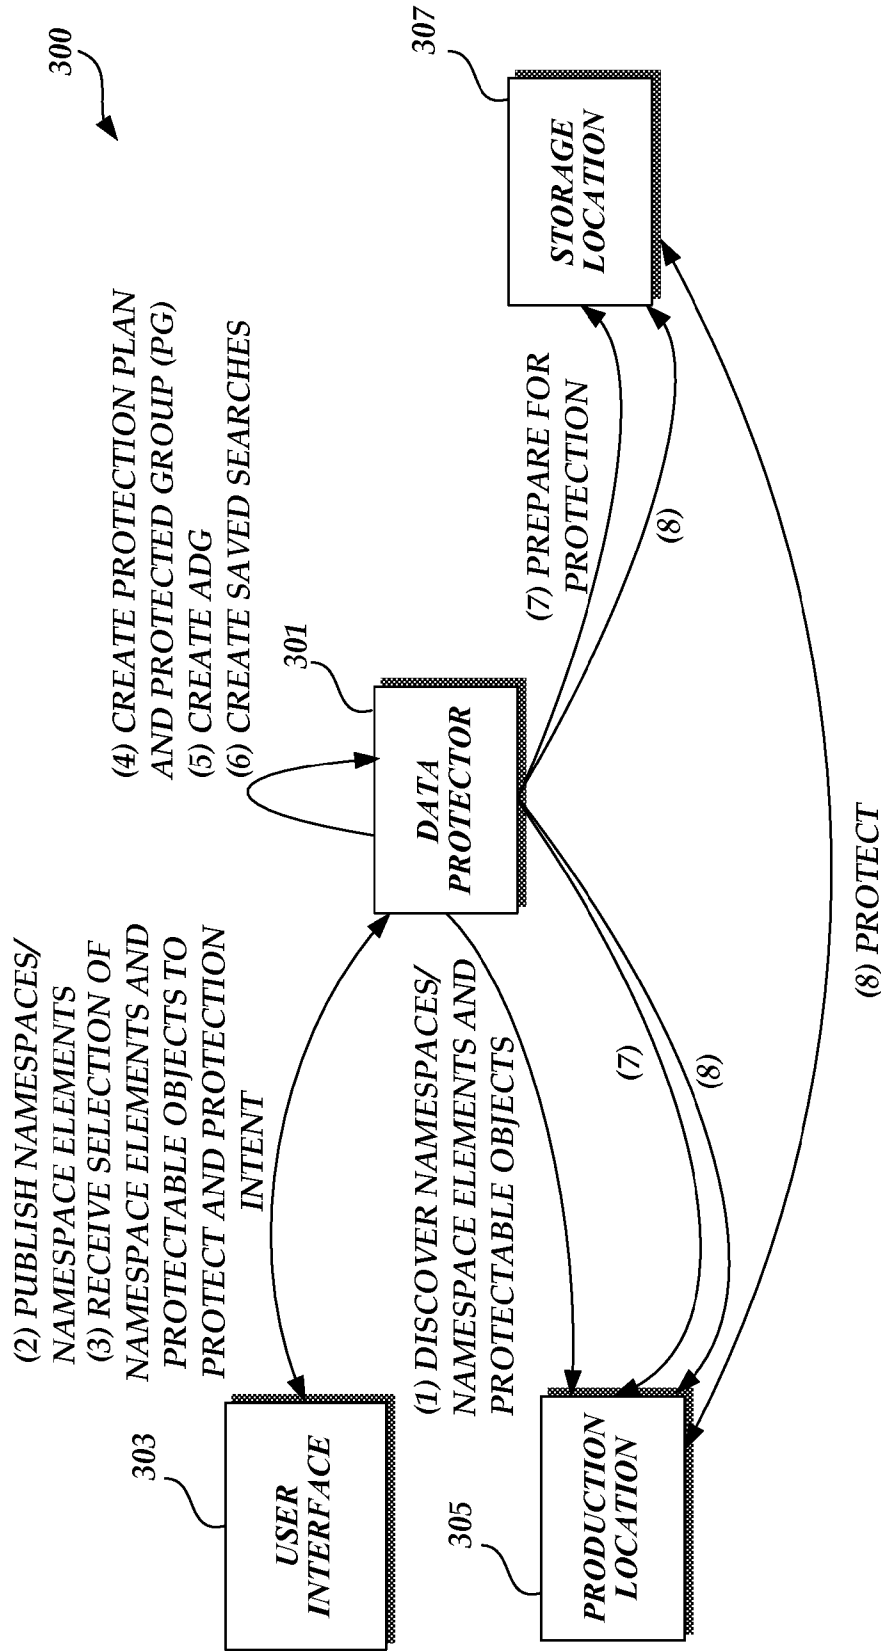 300
(2) PUBLISH NAMESPACES/
NAMESPACE ELEMENTS
(3) RECEIVE SELECTION OF
NAMESPACE ELEMENTS AND
PROTECTABLE OBJECTS TO
PROTECT AND PROTECTION
INTENT
(4) CREATE PROTECTION PLAN
AND PROTECTED GROUP (PG)
(5) CREATE ADG
(6) CREATE SAVED SEARCHES
303
USER
INTERFACE
301
DATA
PROTECTOR
307
STORAGE
LOCATION
(1) DISCOVER NAMESPACES/
NAMESPACE ELEMENTS AND
PROTECTABLE OBJECTS
(7) PREPARE FOR
PROTECTION
(8)
305
PRODUCTION
LOCATION
(7)
(8)
(8) PROTECT